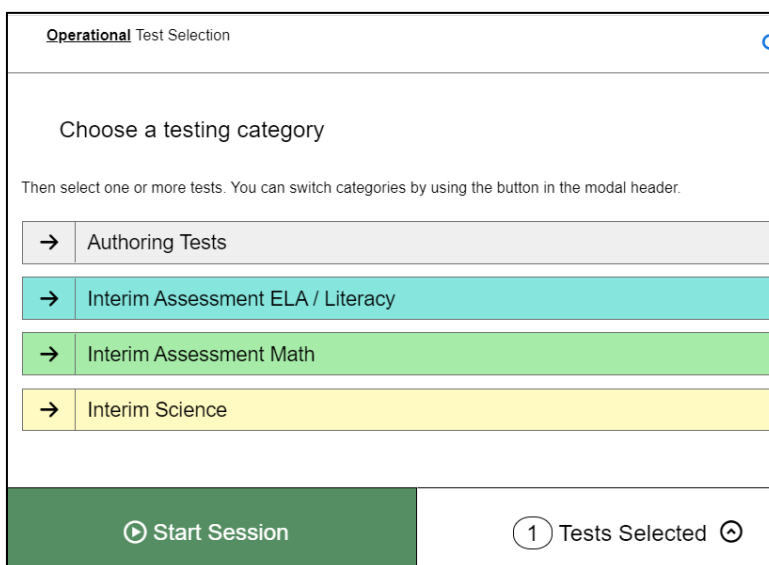 Operational Test Selection
Choose a testing category
Then select one or more tests. You can switch categories by using the button in the modal header.
Authoring Tests
Interim Assessment ELA / Literacy
Interim Assessment Math
Interim Science
Start Session
1 Tests Selected